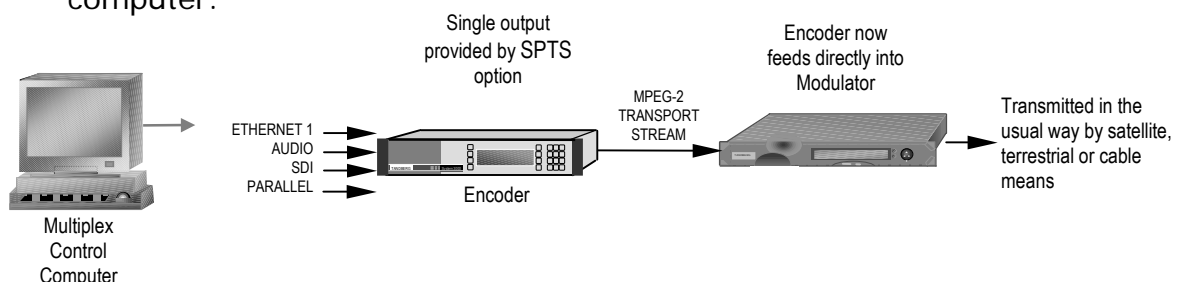 computer.
Single output
provided by SPTS
option
Encoder now
feeds directly into
Modulator
MPEG-2
TRANSPORT
STREAM
ETHERNET 1
AUDIO
SDI
PARALLEL
Encoder
Transmitted in the
usual way by satellite,
terrestrial or cable
means
Multiplex
Control
Computer